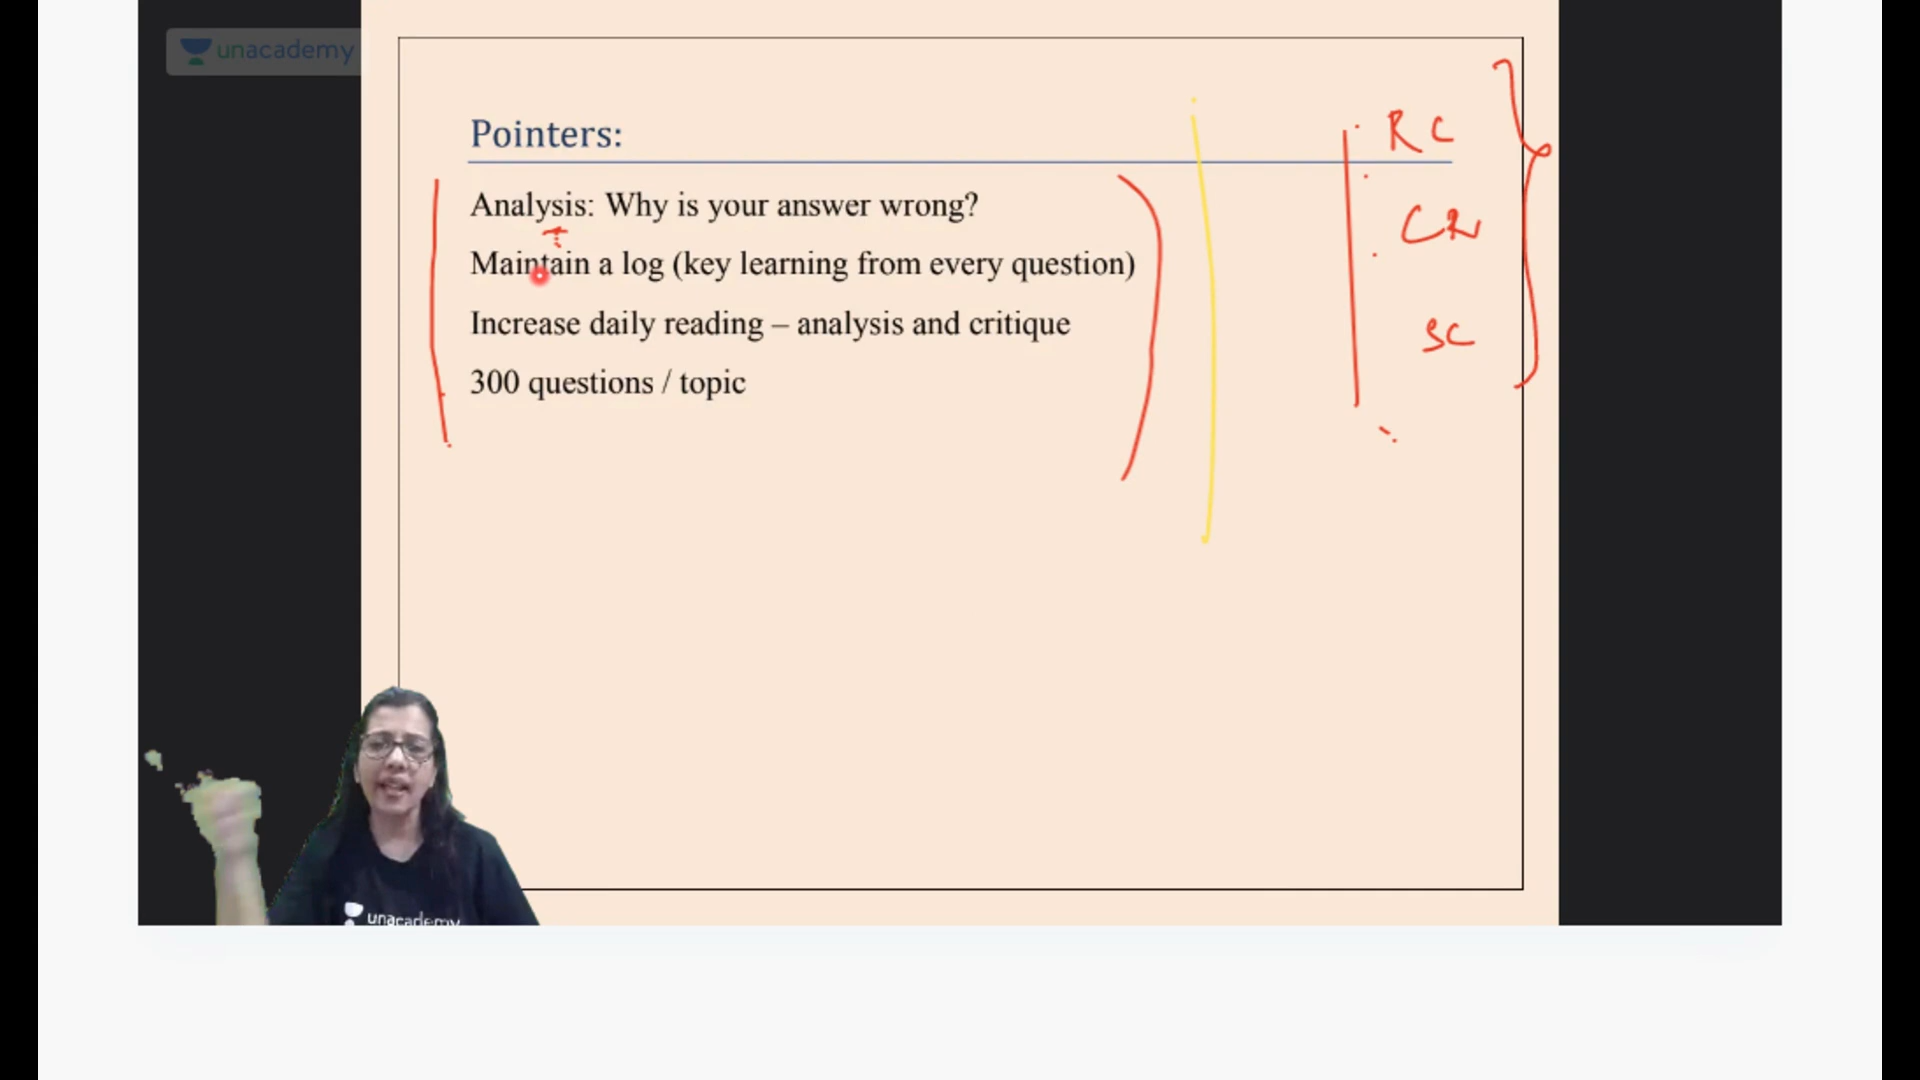 unacademy
Pointers:
Analysis: Why is your answer wrong?
Maintain a log (key learning from every question)
Increase daily reading – analysis and critique
300 questions / topic
RC
CR
SC
unacademy